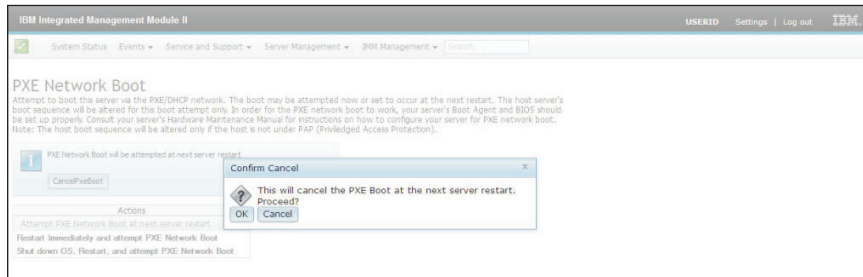 IBM Integrated Management Module II
USERID Settings | Log out IBM.
System Status Events Service and Support Server Management IMM Management Search...
PXE Network Boot
Attempt to boot this server via the PXE/DHCP network. The boot may be attempted now or set to occur at the next restart. The host server's
boot sequence will be altered for the boot attempt only. In order for the PXE network boot to work, your server's Boot Agent and BIOS should
be set up properly. Consult your server's Hardware Maintenance Manual for instructions on how to configure your server for PXE network boot.
Note: The host boot sequence will be altered only if the host is not under PAP (Priviledged Access Protection).
PXE Network Boot will be attempted at next server restart
CancelPxeBoot
Confirm Cancel x
This will cancel the PXE Boot at the next server restart.
Proceed?
OK Cancel
Actions
Attempt PXE Network Boot at next server restart
Restart Immediately and attempt PXE Network Boot
Shut down OS, Restart, and attempt PXE Network Boot